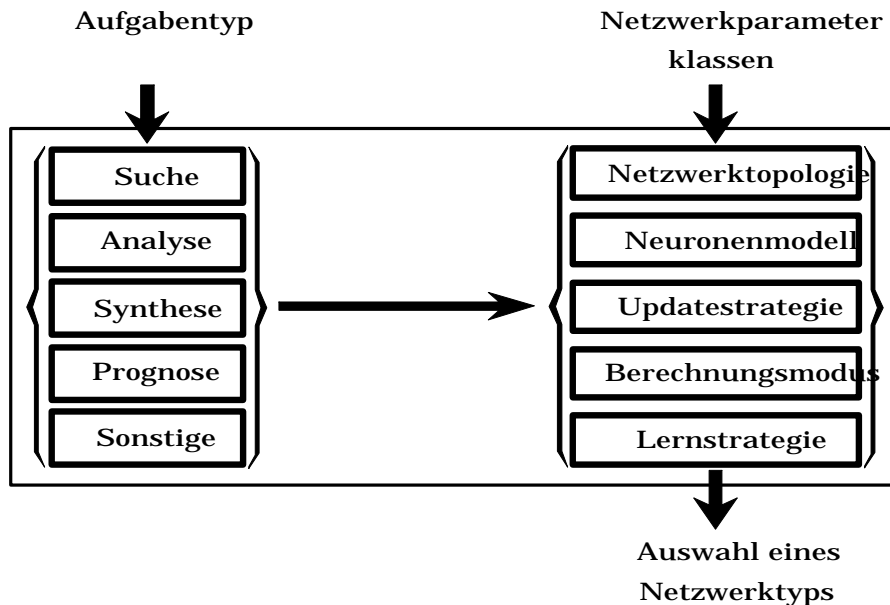 Aufgabentyp
Netzwerkparameter
klassen
Suche
Analyse
Synthese
Prognose
Sonstige
Netzwerktopologie
Neuronenmodell
Updatestrategie
Berechnungsmodus
Lernstrategie
Auswahl eines
Netzwerktyps